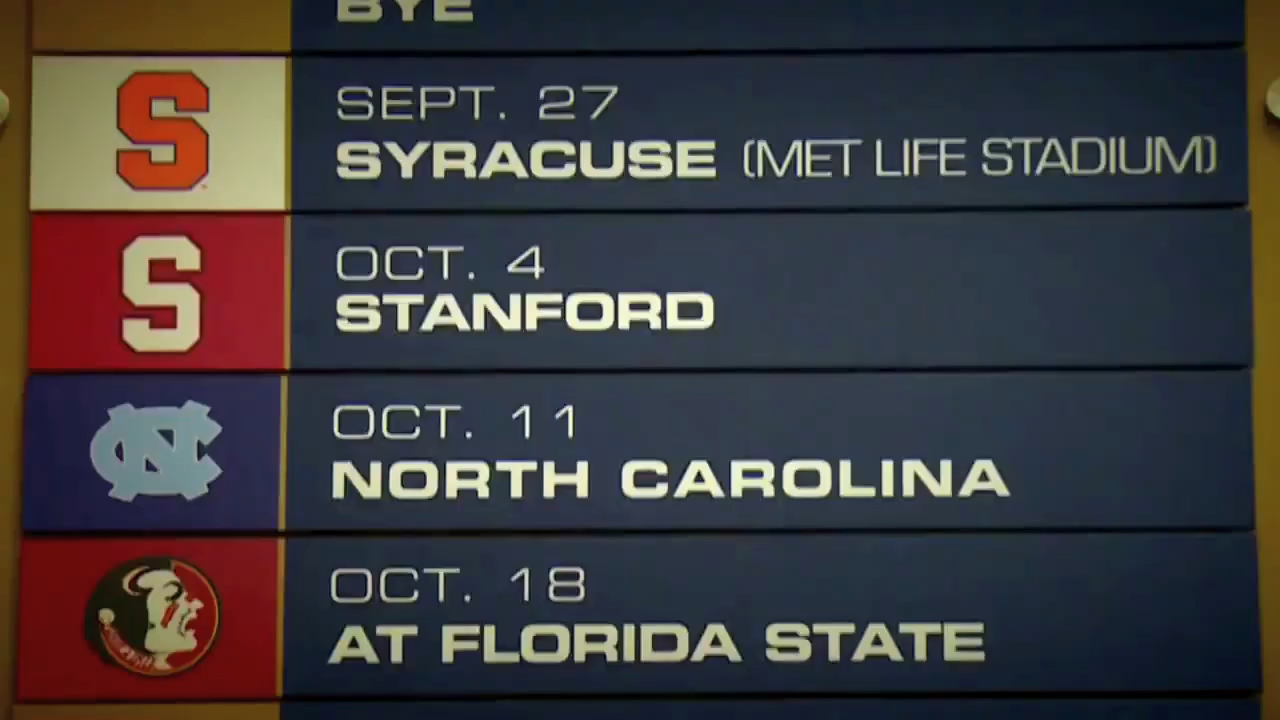 BYE
S
SEPT. 27
SYRACUSE (MET LIFE STADIUM)
S
OCT. 4
STANFORD
NC
OCT. 11
NORTH CAROLINA
OCT. 18
AT FLORIDA STATE